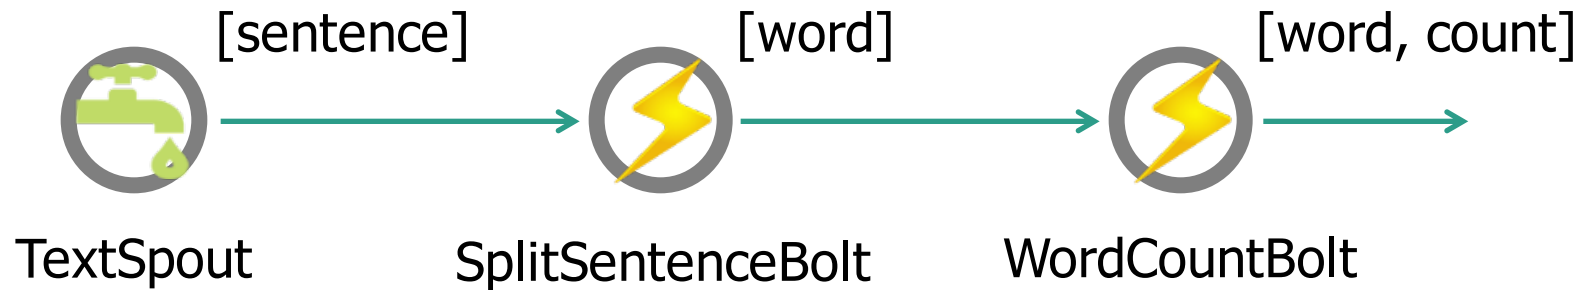 [sentence]
[word]
[word, count]
TextSpout
SplitSentenceBolt
WordCountBolt